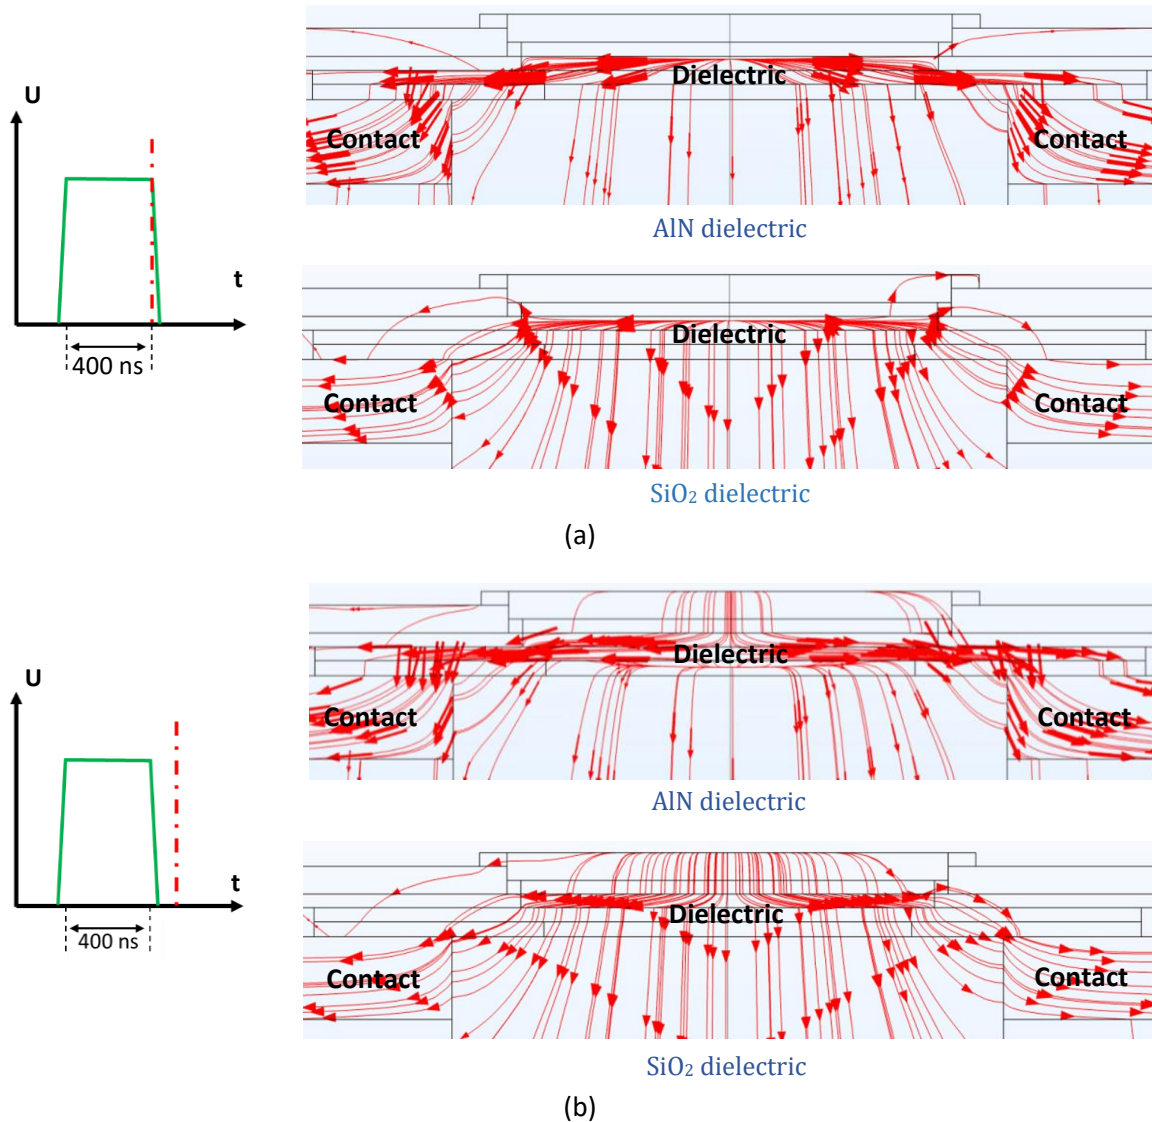 U
t
400 ns
Dielectric
Contact
Contact
AlN dielectric
Dielectric
Contact
Contact
SiO₂ dielectric
(a)
U
t
400 ns
Dielectric
Contact
Contact
AlN dielectric
Dielectric
Contact
Contact
SiO₂ dielectric
(b)